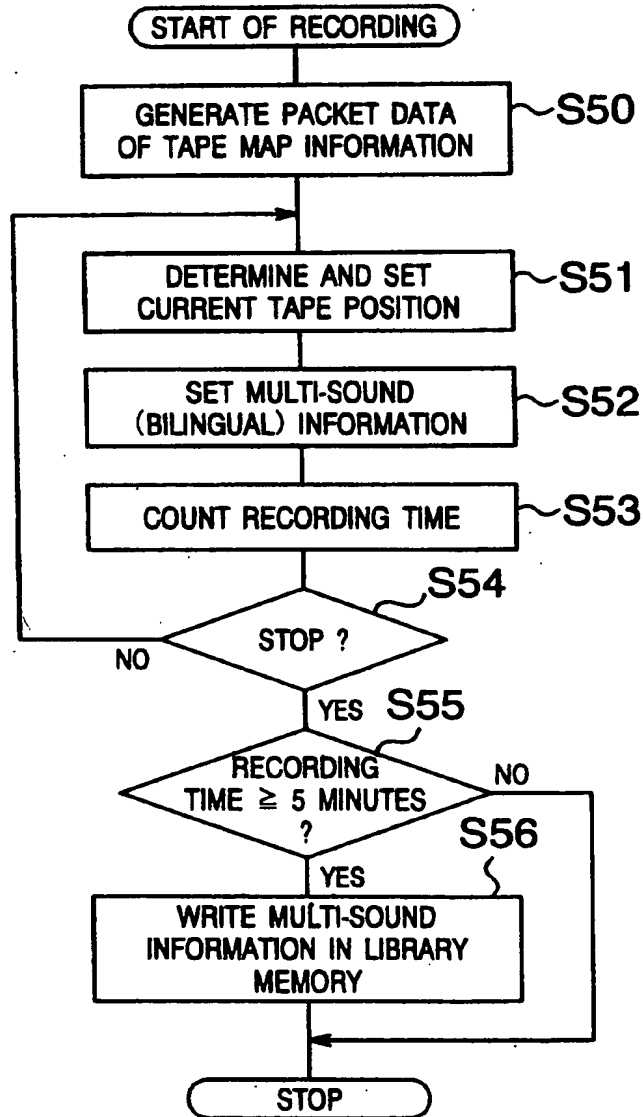 START OF RECORDING
GENERATE PACKET DATA
OF TAPE MAP INFORMATION
S50
DETERMINE AND SET
CURRENT TAPE POSITION
S51
SET MULTI-SOUND
(BILINGUAL) INFORMATION
S52
COUNT RECORDING TIME
S53
S54
STOP ?
NO
YES
S55
RECORDING
TIME ≧ 5 MINUTES
?
NO
YES
S56
WRITE MULTI-SOUND
INFORMATION IN LIBRARY
MEMORY
STOP